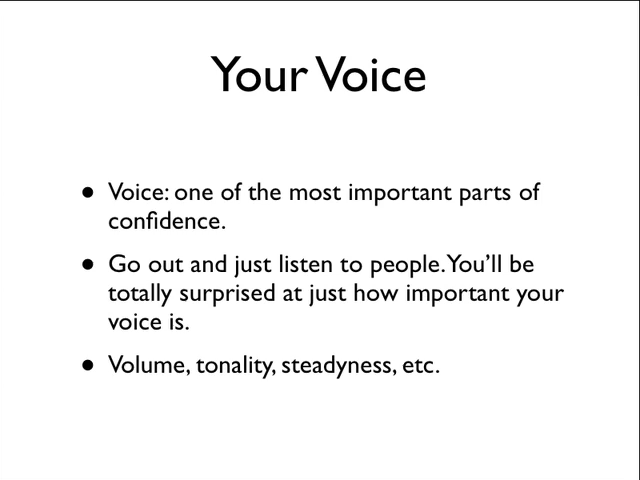 Your Voice
• Voice: one of the most important parts of
confidence.
• Go out and just listen to people. You'll be
totally surprised at just how important your
voice is.
• Volume, tonality, steadyness, etc.